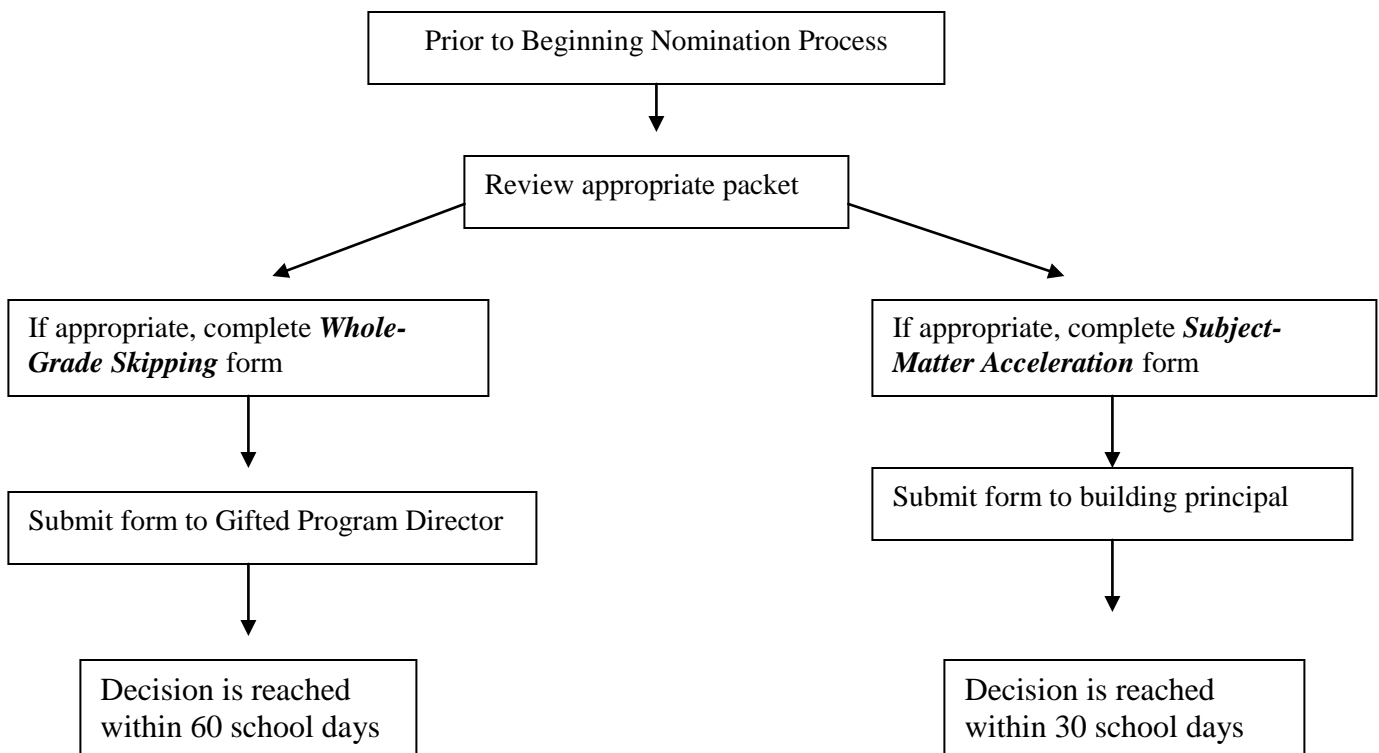 Prior to Beginning Nomination Process
Review appropriate packet
If appropriate, complete Whole-
Grade Skipping form
Submit form to Gifted Program Director
Decision is reached
within 60 school days
If appropriate, complete Subject-
Matter Acceleration form
Submit form to building principal
Decision is reached
within 30 school days